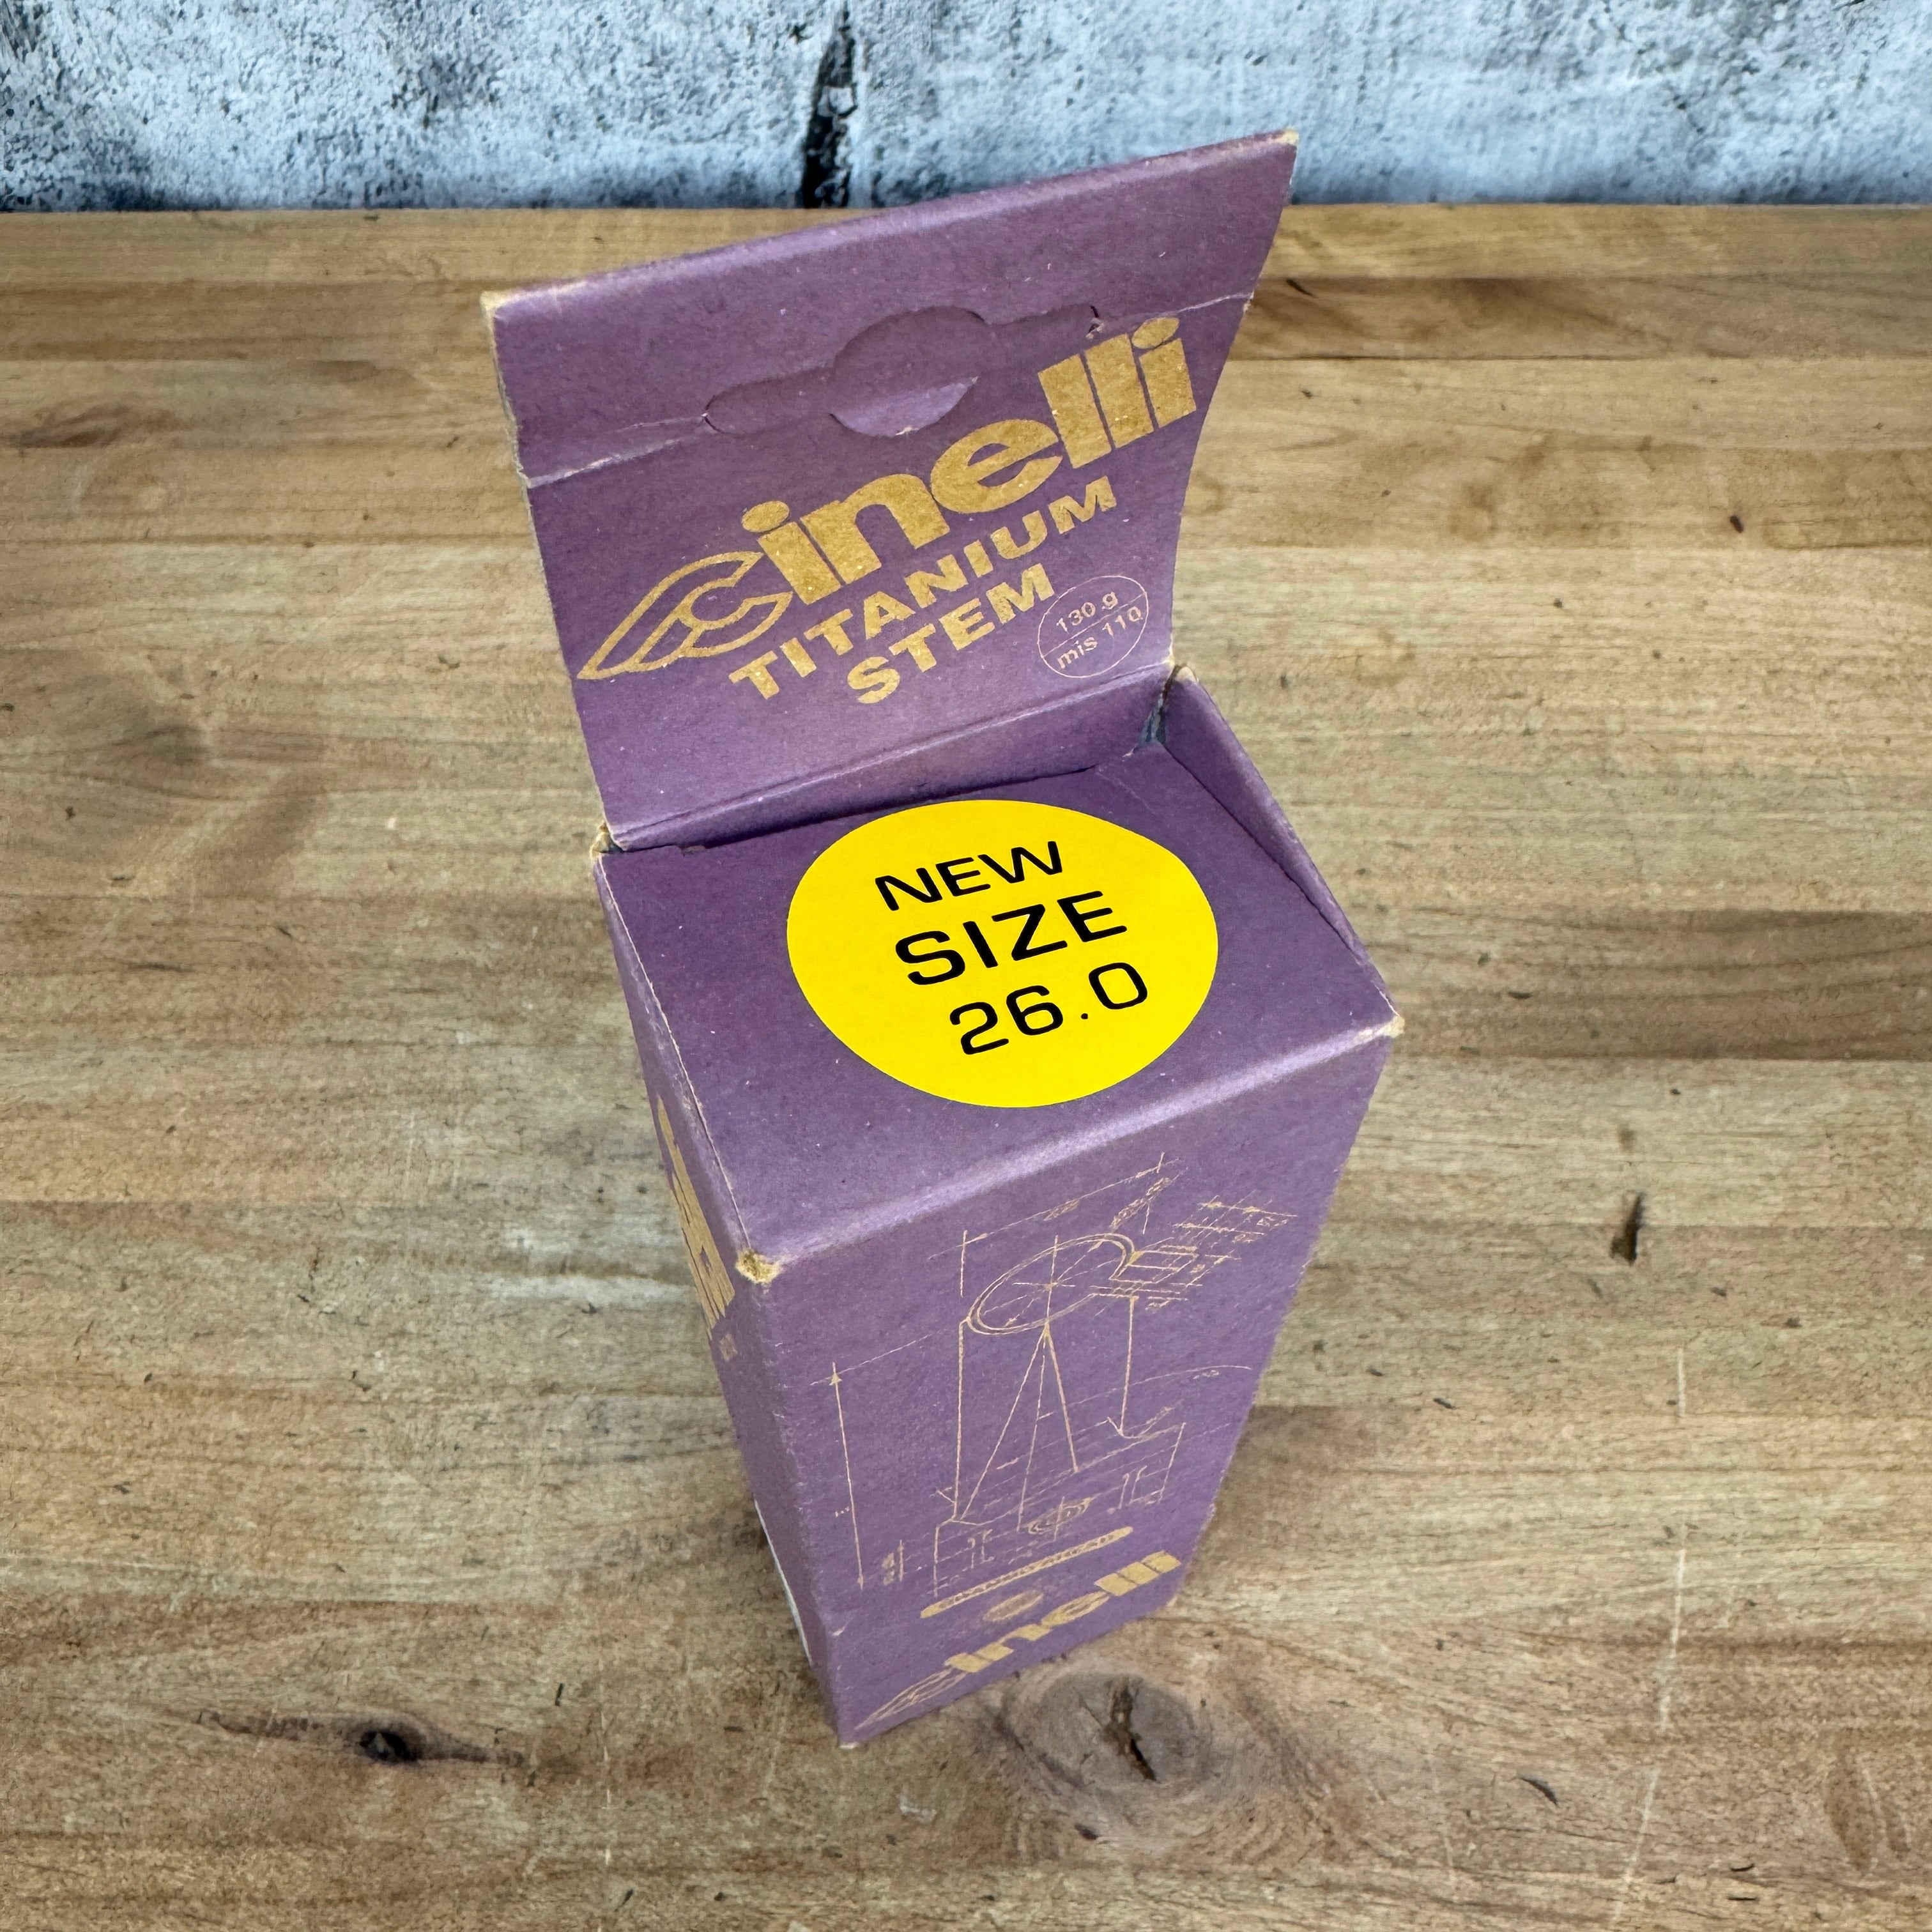 cinelli
TITANIUM
STEM
130 g
mis 110
NEW
SIZE
26.0
cinelli